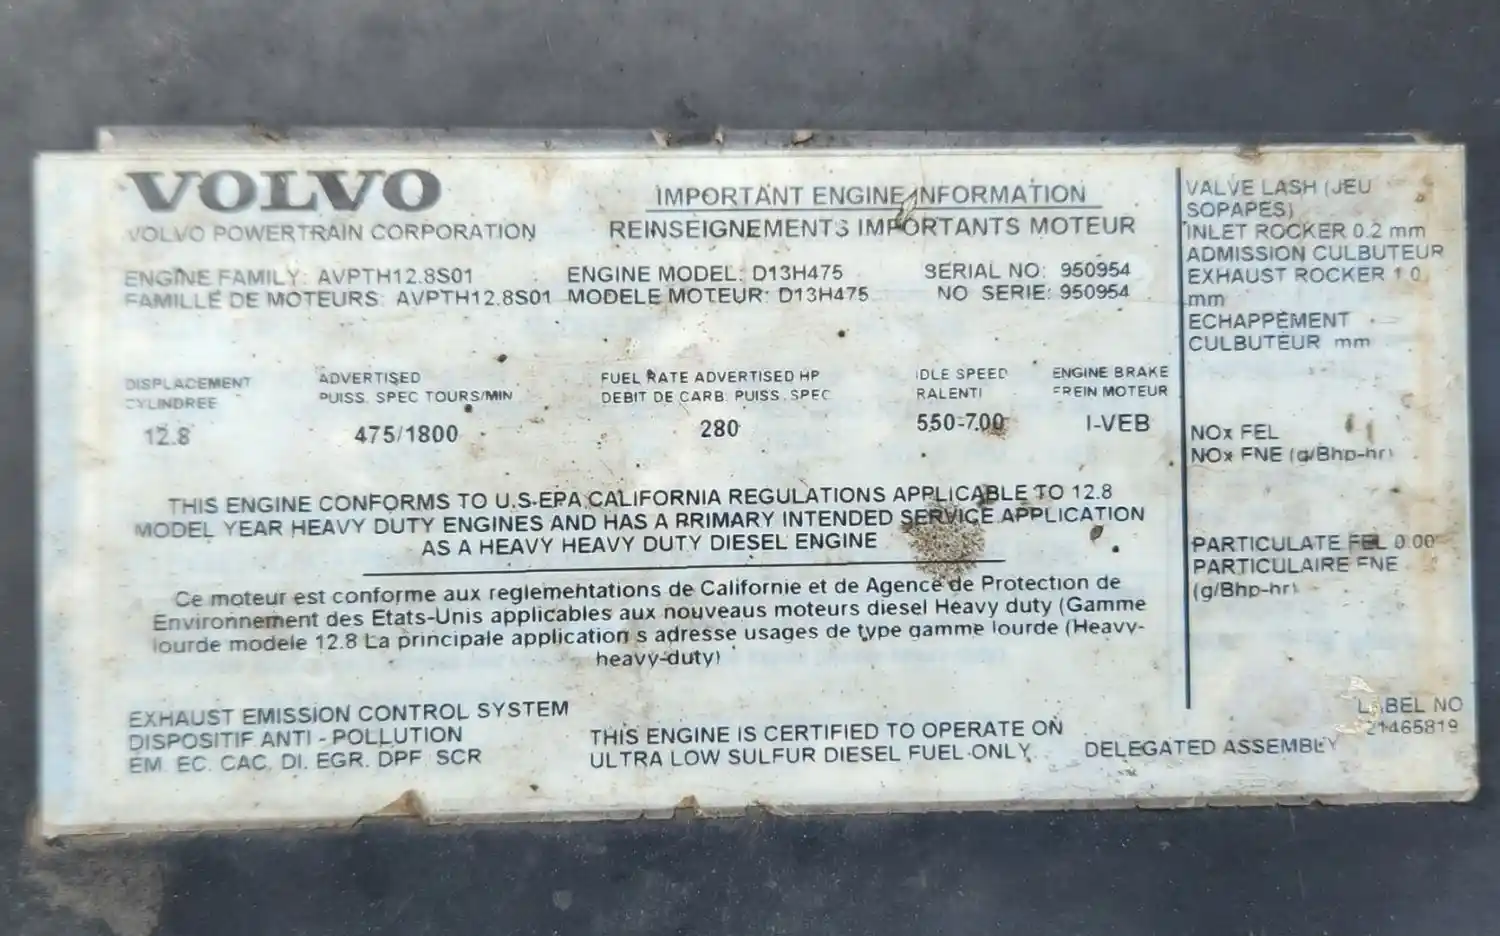 VOLVO
VOLVO POWERTRAIN CORPORATION
IMPORTANT ENGINE INFORMATION
REINSEIGNEMENTS IMPORTANTS MOTEUR
ENGINE FAMILY: AVPTH12.8S01
FAMILLE DE MOTEURS: AVPTH12.8S01
ENGINE MODEL: D13H475
MODELE MOTEUR: D13H475
SERIAL NO: 950954
NO SERIE: 950954
DISPLACEMENT
CYLINDREE
12.8
ADVERTISED
PUISS. SPEC TOURS/MIN
475/1800
FUEL RATE ADVERTISED HP
DEBIT DE CARB. PUISS. SPEC
280
IDLE SPEED
RALENTI
550-700
ENGINE BRAKE
FREIN MOTEUR
I-VEB
THIS ENGINE CONFORMS TO U.S-EPA CALIFORNIA REGULATIONS APPLICABLE TO 12.8
MODEL YEAR HEAVY DUTY ENGINES AND HAS A PRIMARY INTENDED SERVICE APPLICATION
AS A HEAVY HEAVY DUTY DIESEL ENGINE
Ce moteur est conforme aux reglemehtations de Californie et de Agence de Protection de
Environnement des Etats-Unis applicables aux nouveaus moteurs diesel Heavy duty (Gamme
lourde modele 12.8 La principale application s adresse usages de type gamme lourde (Heavy-
heavy-duty)
EXHAUST EMISSION CONTROL SYSTEM
DISPOSITIF ANTI - POLLUTION
EM. EC. CAC, DI. EGR. DPF SCR
THIS ENGINE IS CERTIFIED TO OPERATE ON
ULTRA LOW SULFUR DIESEL FUEL ONLY.
DELEGATED ASSEMBLY
VALVE LASH (JEU
SOPAPES)
INLET ROCKER 0.2 mm
ADMISSION CULBUTEUR
EXHAUST ROCKER 1.0
mm
ECHAPPEMENT
CULBUTEUR mm
NOx FEL
NOx FNE (g/Bhp-hr)
PARTICULATE FEL 0.00
PARTICULAIRE FNE
(g/Bhp-hr)
LABEL NO
21465819